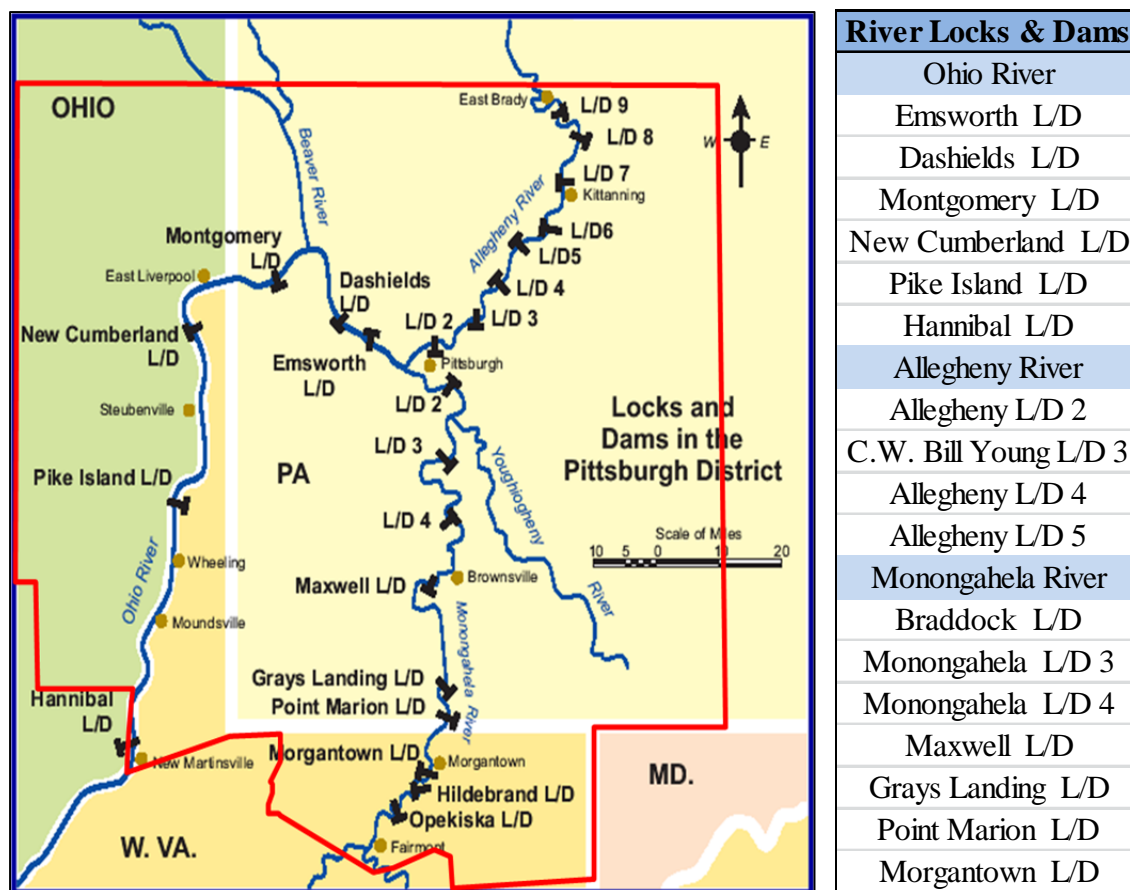 OHIO
East Brady
L/D 9
L/D 8
W E
L/D 7
Kittanning
Beaver River
Allegheny River
L/D6
L/D5
Montgomery
L/D
East Liverpool
Dashields
L/D
L/D 4
L/D 3
New Cumberland
L/D
L/D 2
Pittsburgh
Emsworth
L/D
L/D 2
Steubenville
Locks and
Dams in the
Pittsburgh District
L/D 3
PA
Pike Island L/D
Youghiogheny
River
L/D 4
Scale of Miles
10 5 0 10 20
Wheeling
Ohio River
Maxwell L/D
Brownsville
Moundsville
Monongahela
River
Grays Landing L/D
Point Marion L/D
Hannibal
L/D
New Martinsville
Morgantown L/D
Morgantown
MD.
Hildebrand L/D
Opekiska L/D
W. VA.
Fairmont
River Locks & Dams
Ohio River
Emsworth L/D
Dashields L/D
Montgomery L/D
New Cumberland L/D
Pike Island L/D
Hannibal L/D
Allegheny River
Allegheny L/D 2
C.W. Bill Young L/D 3
Allegheny L/D 4
Allegheny L/D 5
Monongahela River
Braddock L/D
Monongahela L/D 3
Monongahela L/D 4
Maxwell L/D
Grays Landing L/D
Point Marion L/D
Morgantown L/D